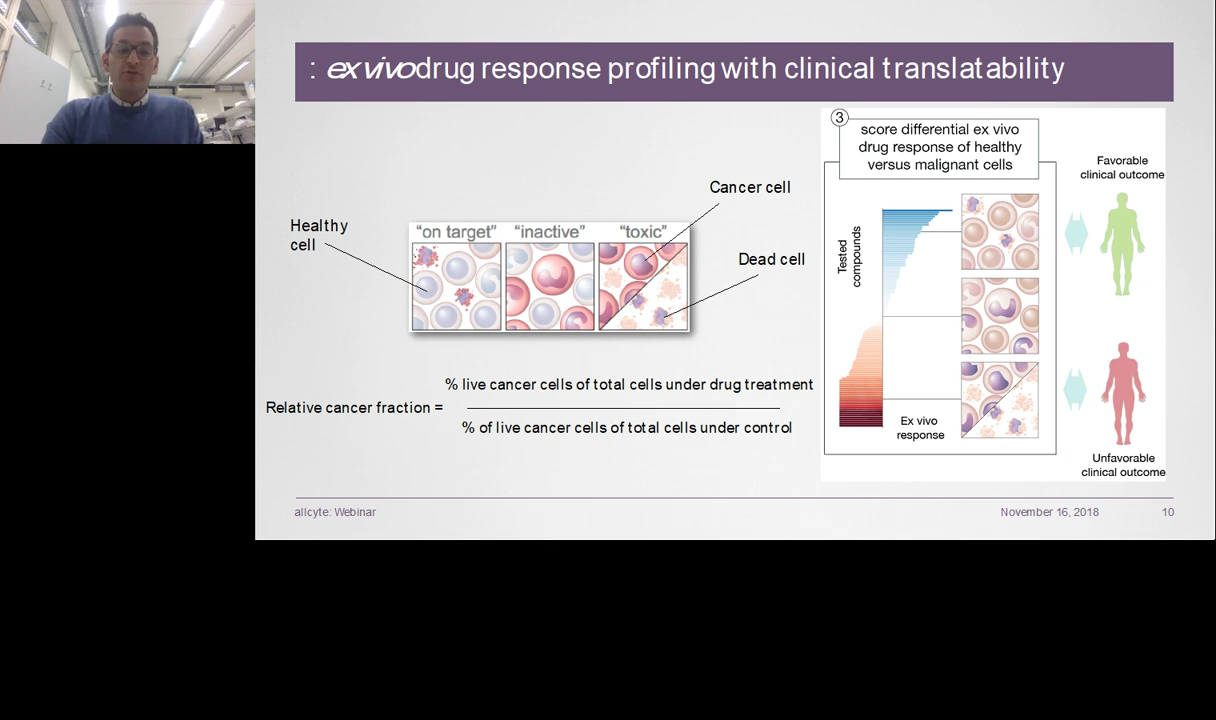 : ex vivo drug response profiling with clinical translatability
Healthy
cell
"on target" "inactive" "toxic"
Cancer cell
Dead cell
Relative cancer fraction =
% live cancer cells of total cells under drug treatment
% of live cancer cells of total cells under control
3
score differential ex vivo
drug response of healthy
versus malignant cells
Tested
compounds
Ex vivo
response
Favorable
clinical outcome
Unfavorable
clinical outcome
allcyte: Webinar
November 16, 2018
10